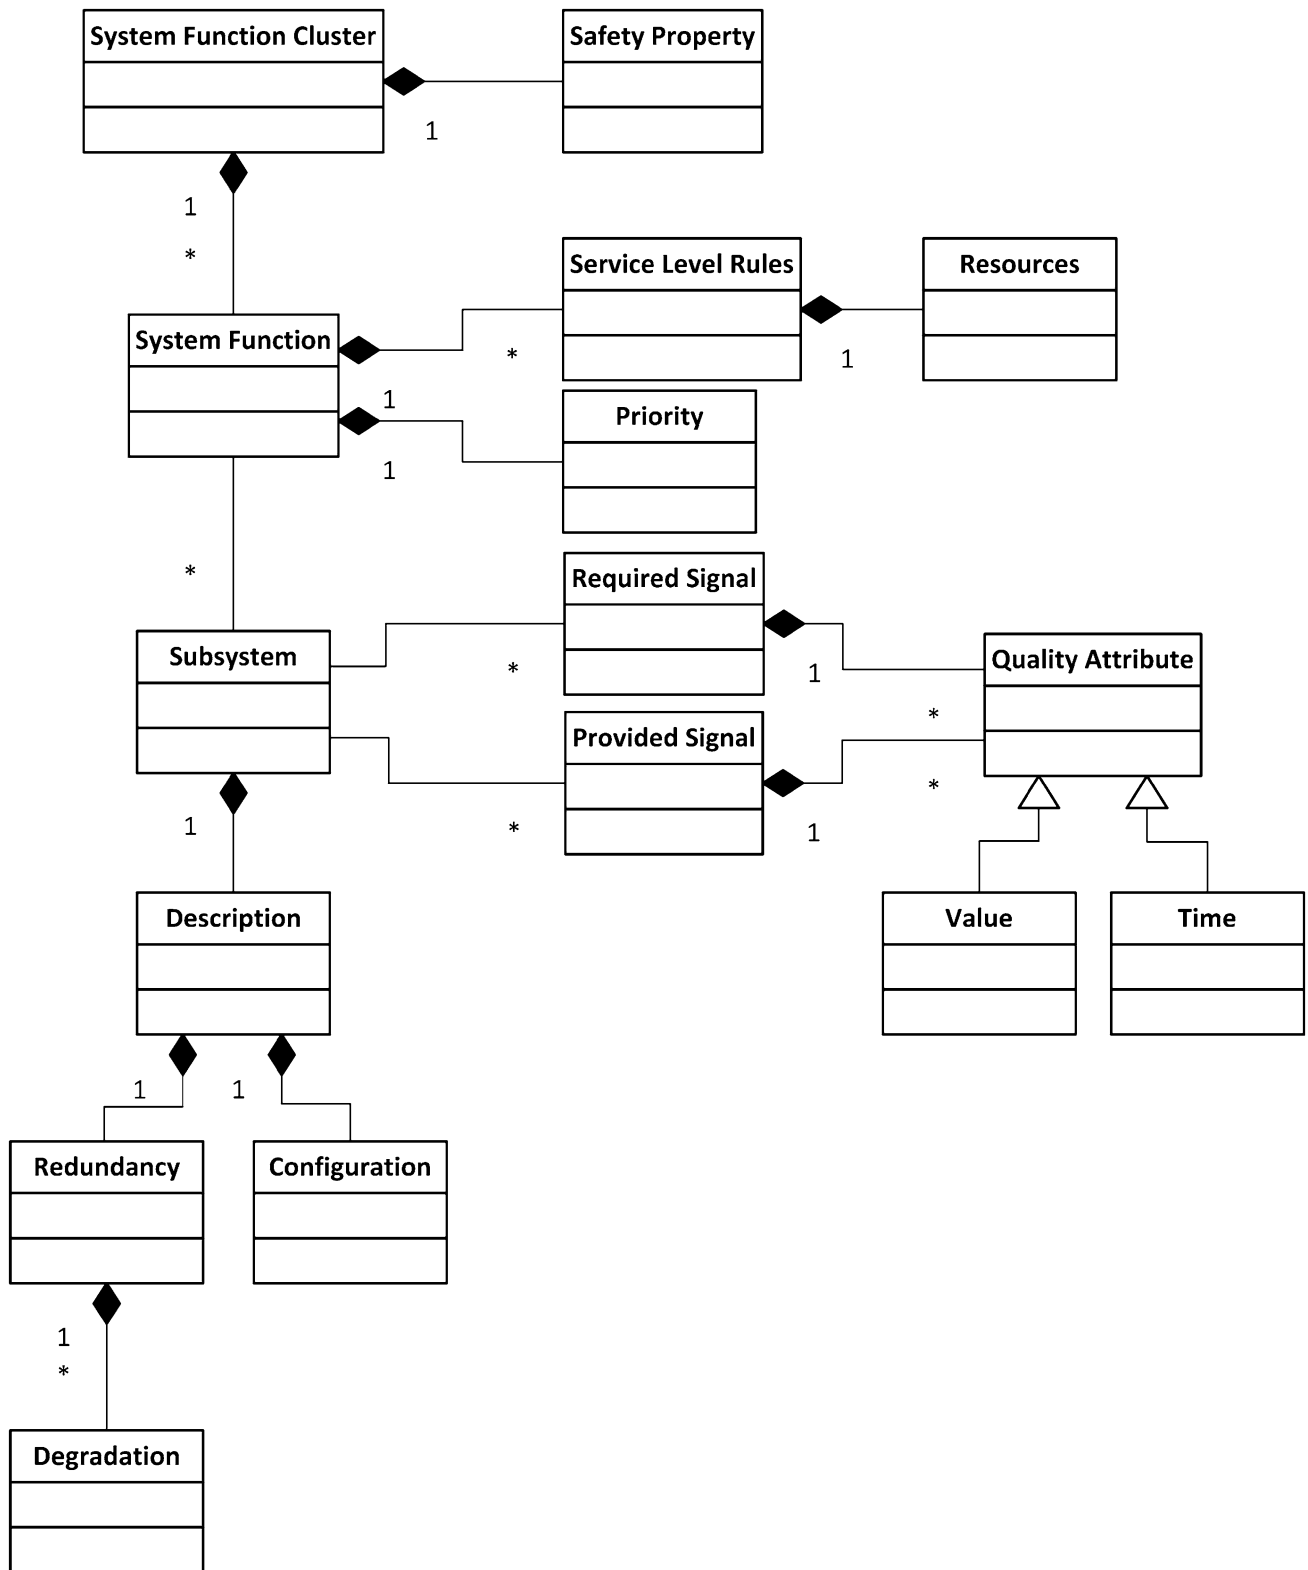 System Function Cluster
Safety Property
1
1
*
Service Level Rules
Resources
System Function
*
1
1
Priority
1
*
Required Signal
Subsystem
*
1
Quality Attribute
*
Provided Signal
*
1
*
1
Description
Value
Time
1
1
Redundancy
Configuration
1
*
Degradation